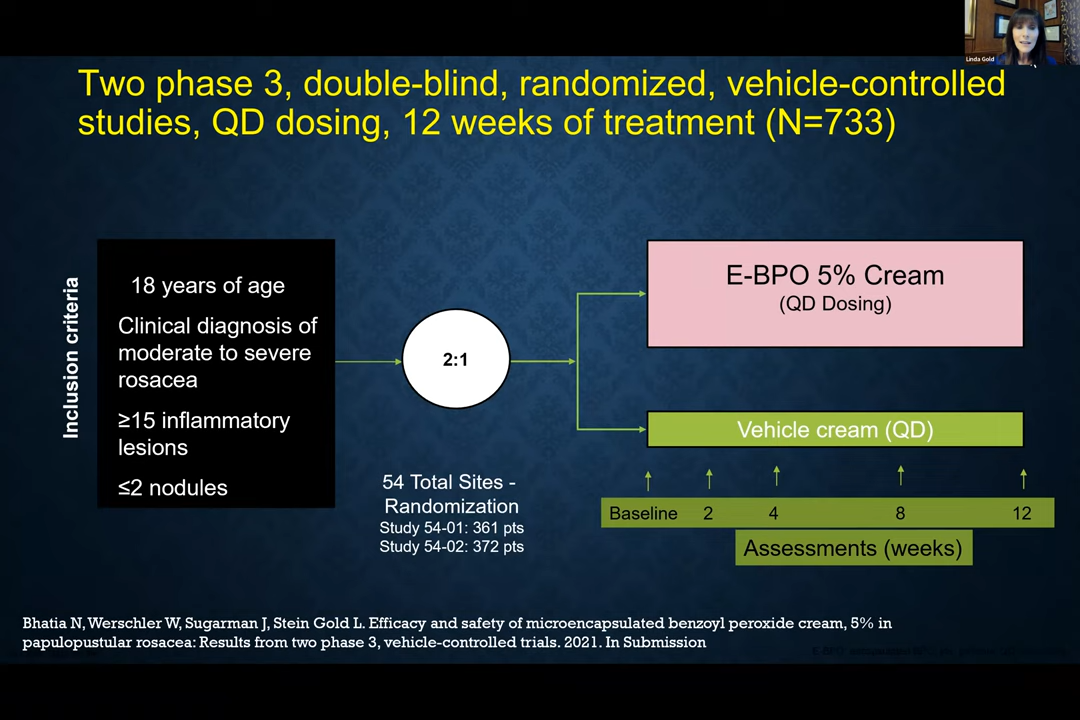 Linda Gold
Two phase 3, double-blind, randomized, vehicle-controlled
studies, QD dosing, 12 weeks of treatment (N=733)
Inclusion criteria
18 years of age
Clinical diagnosis of
moderate to severe
rosacea
≥15 inflammatory
lesions
≤2 nodules
2:1
54 Total Sites -
Randomization
Study 54-01: 361 pts
Study 54-02: 372 pts
E-BPO 5% Cream
(QD Dosing)
Vehicle cream (QD)
Baseline 2 4 8 12
Assessments (weeks)
Bhatia N, Werschler W, Sugarman J, Stein Gold L. Efficacy and safety of microencapsulated benzoyl peroxide cream, 5% in
papulopustular rosacea: Results from two phase 3, vehicle-controlled trials. 2021. In Submission